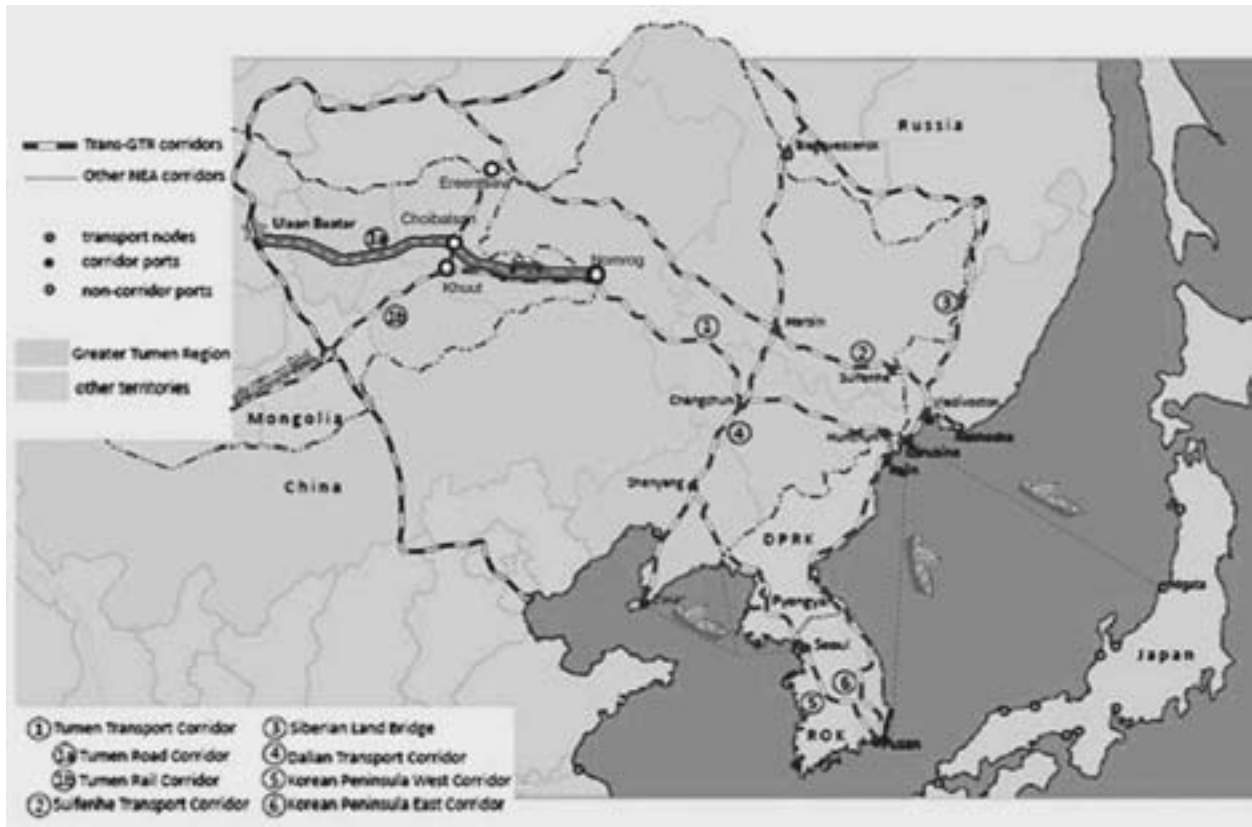 Trans-GTR corridors
Other NEA corridors
transport nodes
corridor ports
non-corridor ports
Greater Tumen Region
other territories
Russia
Ulaan Baatar
1a
Choibalsan
Nomrog
Khuut
1b
1
Harbin
2
Suifenhe
3
Changchun
4
Vladivostok
Mongolia
China
Shenyang
Rajin
DPRK
Seoul
5
6
ROK
Pusan
Niigata
Japan
1 Tumen Transport Corridor
1a Tumen Road Corridor
1b Tumen Rail Corridor
2 Suifenhe Transport Corridor
3 Siberian Land Bridge
4 Dalian Transport Corridor
5 Korean Peninsula West Corridor
6 Korean Peninsula East Corridor